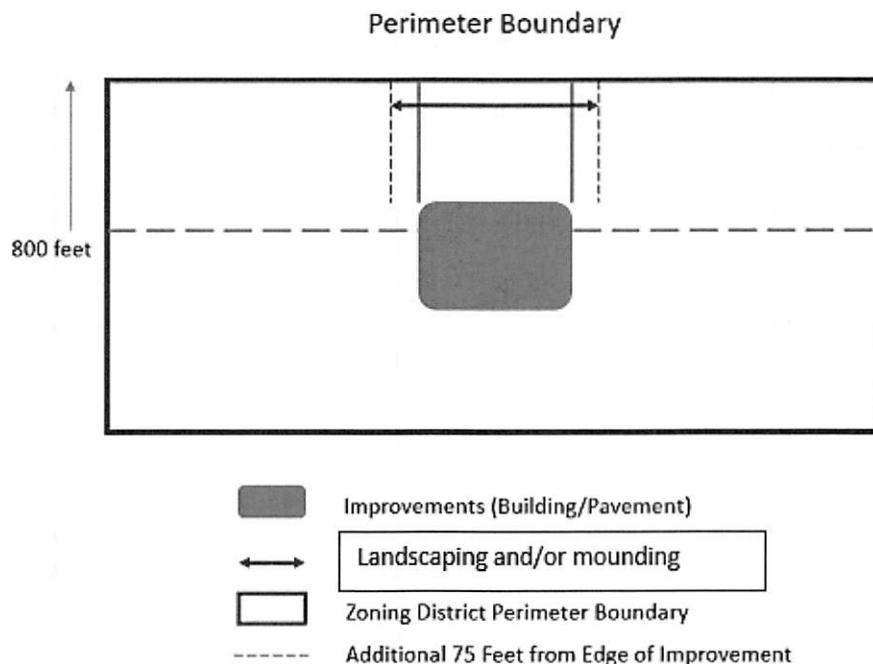 Perimeter Boundary
800 feet
Improvements (Building/Pavement)
Landscaping and/or mounding
Zoning District Perimeter Boundary
Additional 75 Feet from Edge of Improvement